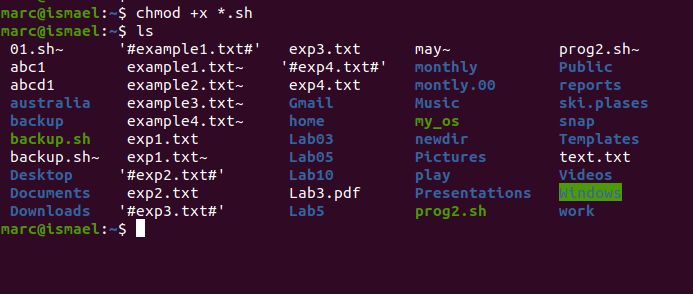 marc@ismael:~$ chmod +x *.sh
marc@ismael:~$ ls
01.sh~ '#example1.txt#' exp3.txt may~ prog2.sh~
abc1 example1.txt~ '#exp4.txt#' monthly Public
abcd1 example2.txt~ exp4.txt montly.00 reports
australia example3.txt~ Gmail Music ski.plases
backup example4.txt~ home my_os snap
backup.sh exp1.txt Lab03 newdir Templates
backup.sh~ exp1.txt~ Lab05 Pictures text.txt
Desktop '#exp2.txt#' Lab10 play Videos
Documents exp2.txt Lab3.pdf Presentations Windows
Downloads '#exp3.txt#' Lab5 prog2.sh work
marc@ismael:~$